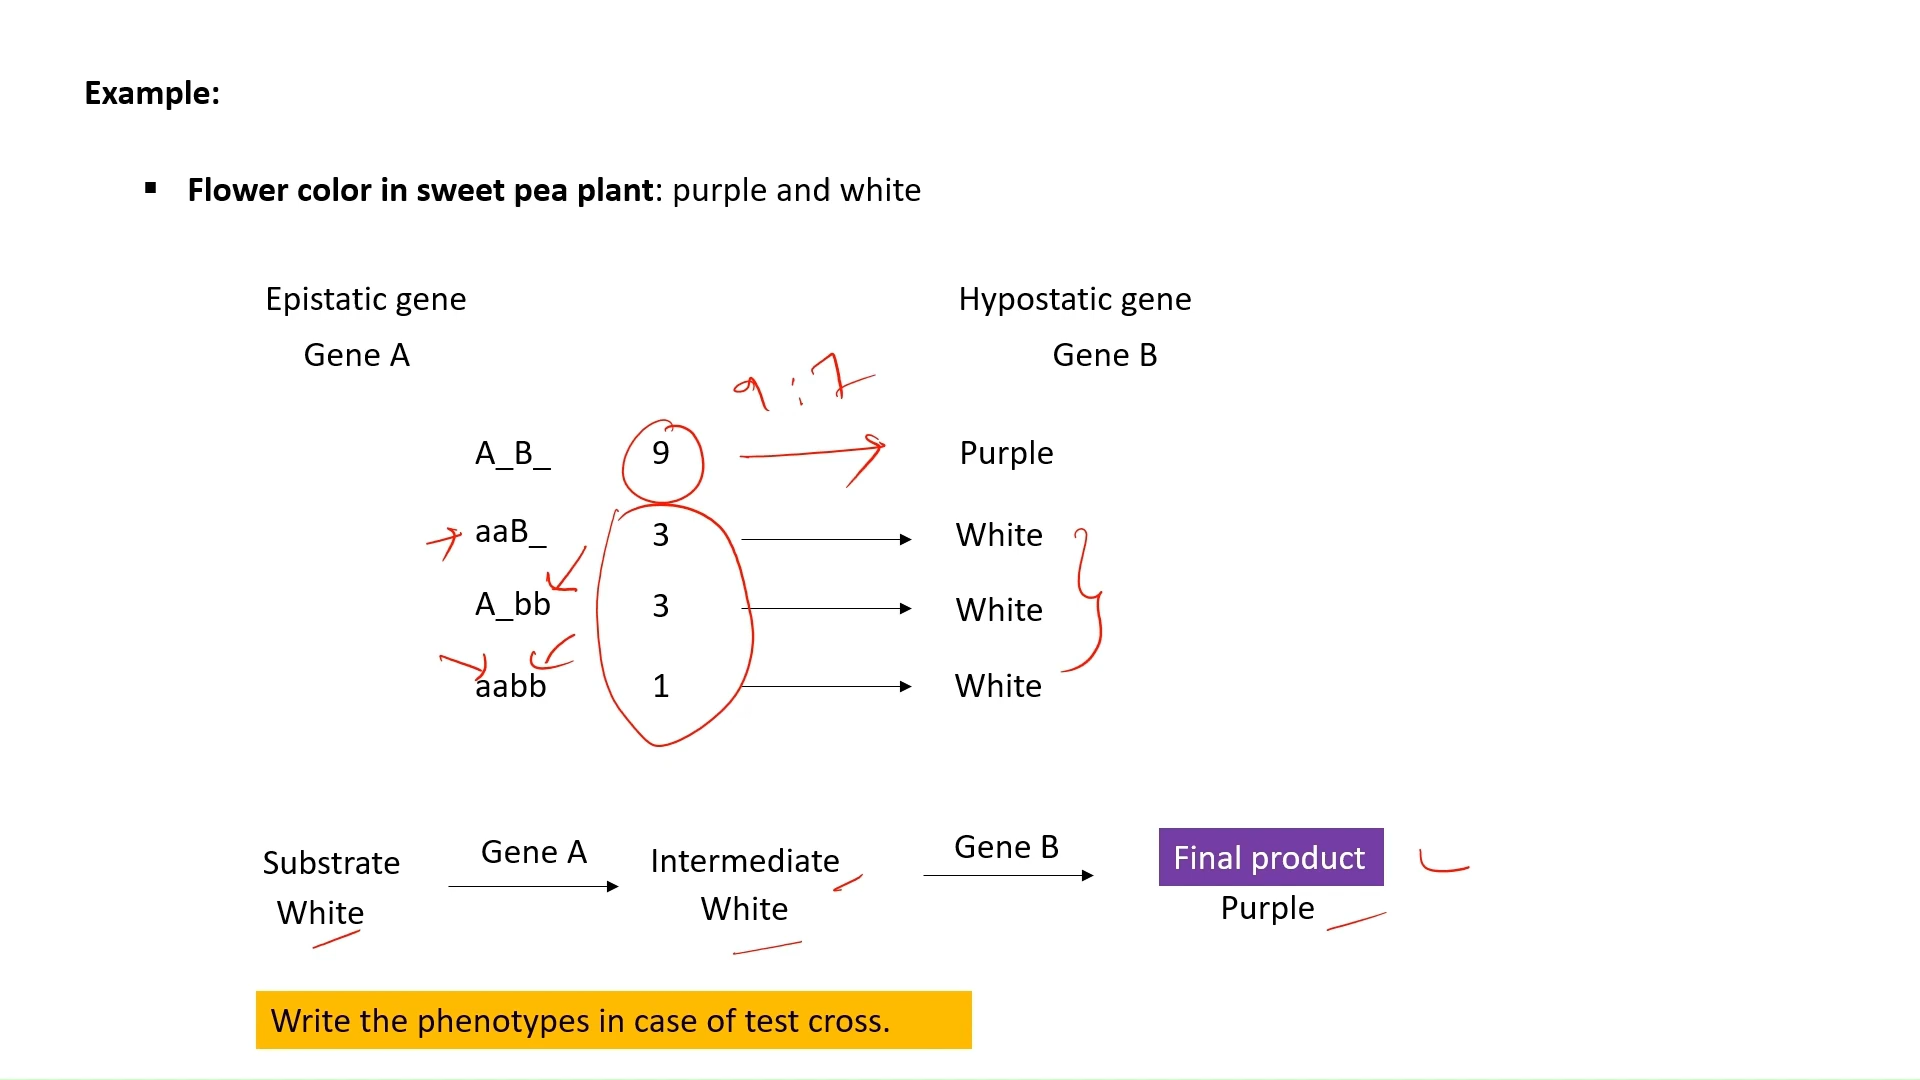 Example:
▪ Flower color in sweet pea plant: purple and white
Epistatic gene Hypostatic gene
Gene A Gene B
9 : 7
A_B_ 9 Purple
aaB_ 3 White
A_bb 3 White
aabb 1 White
Substrate Gene A Intermediate Gene B Final product
White White Purple
Write the phenotypes in case of test cross.